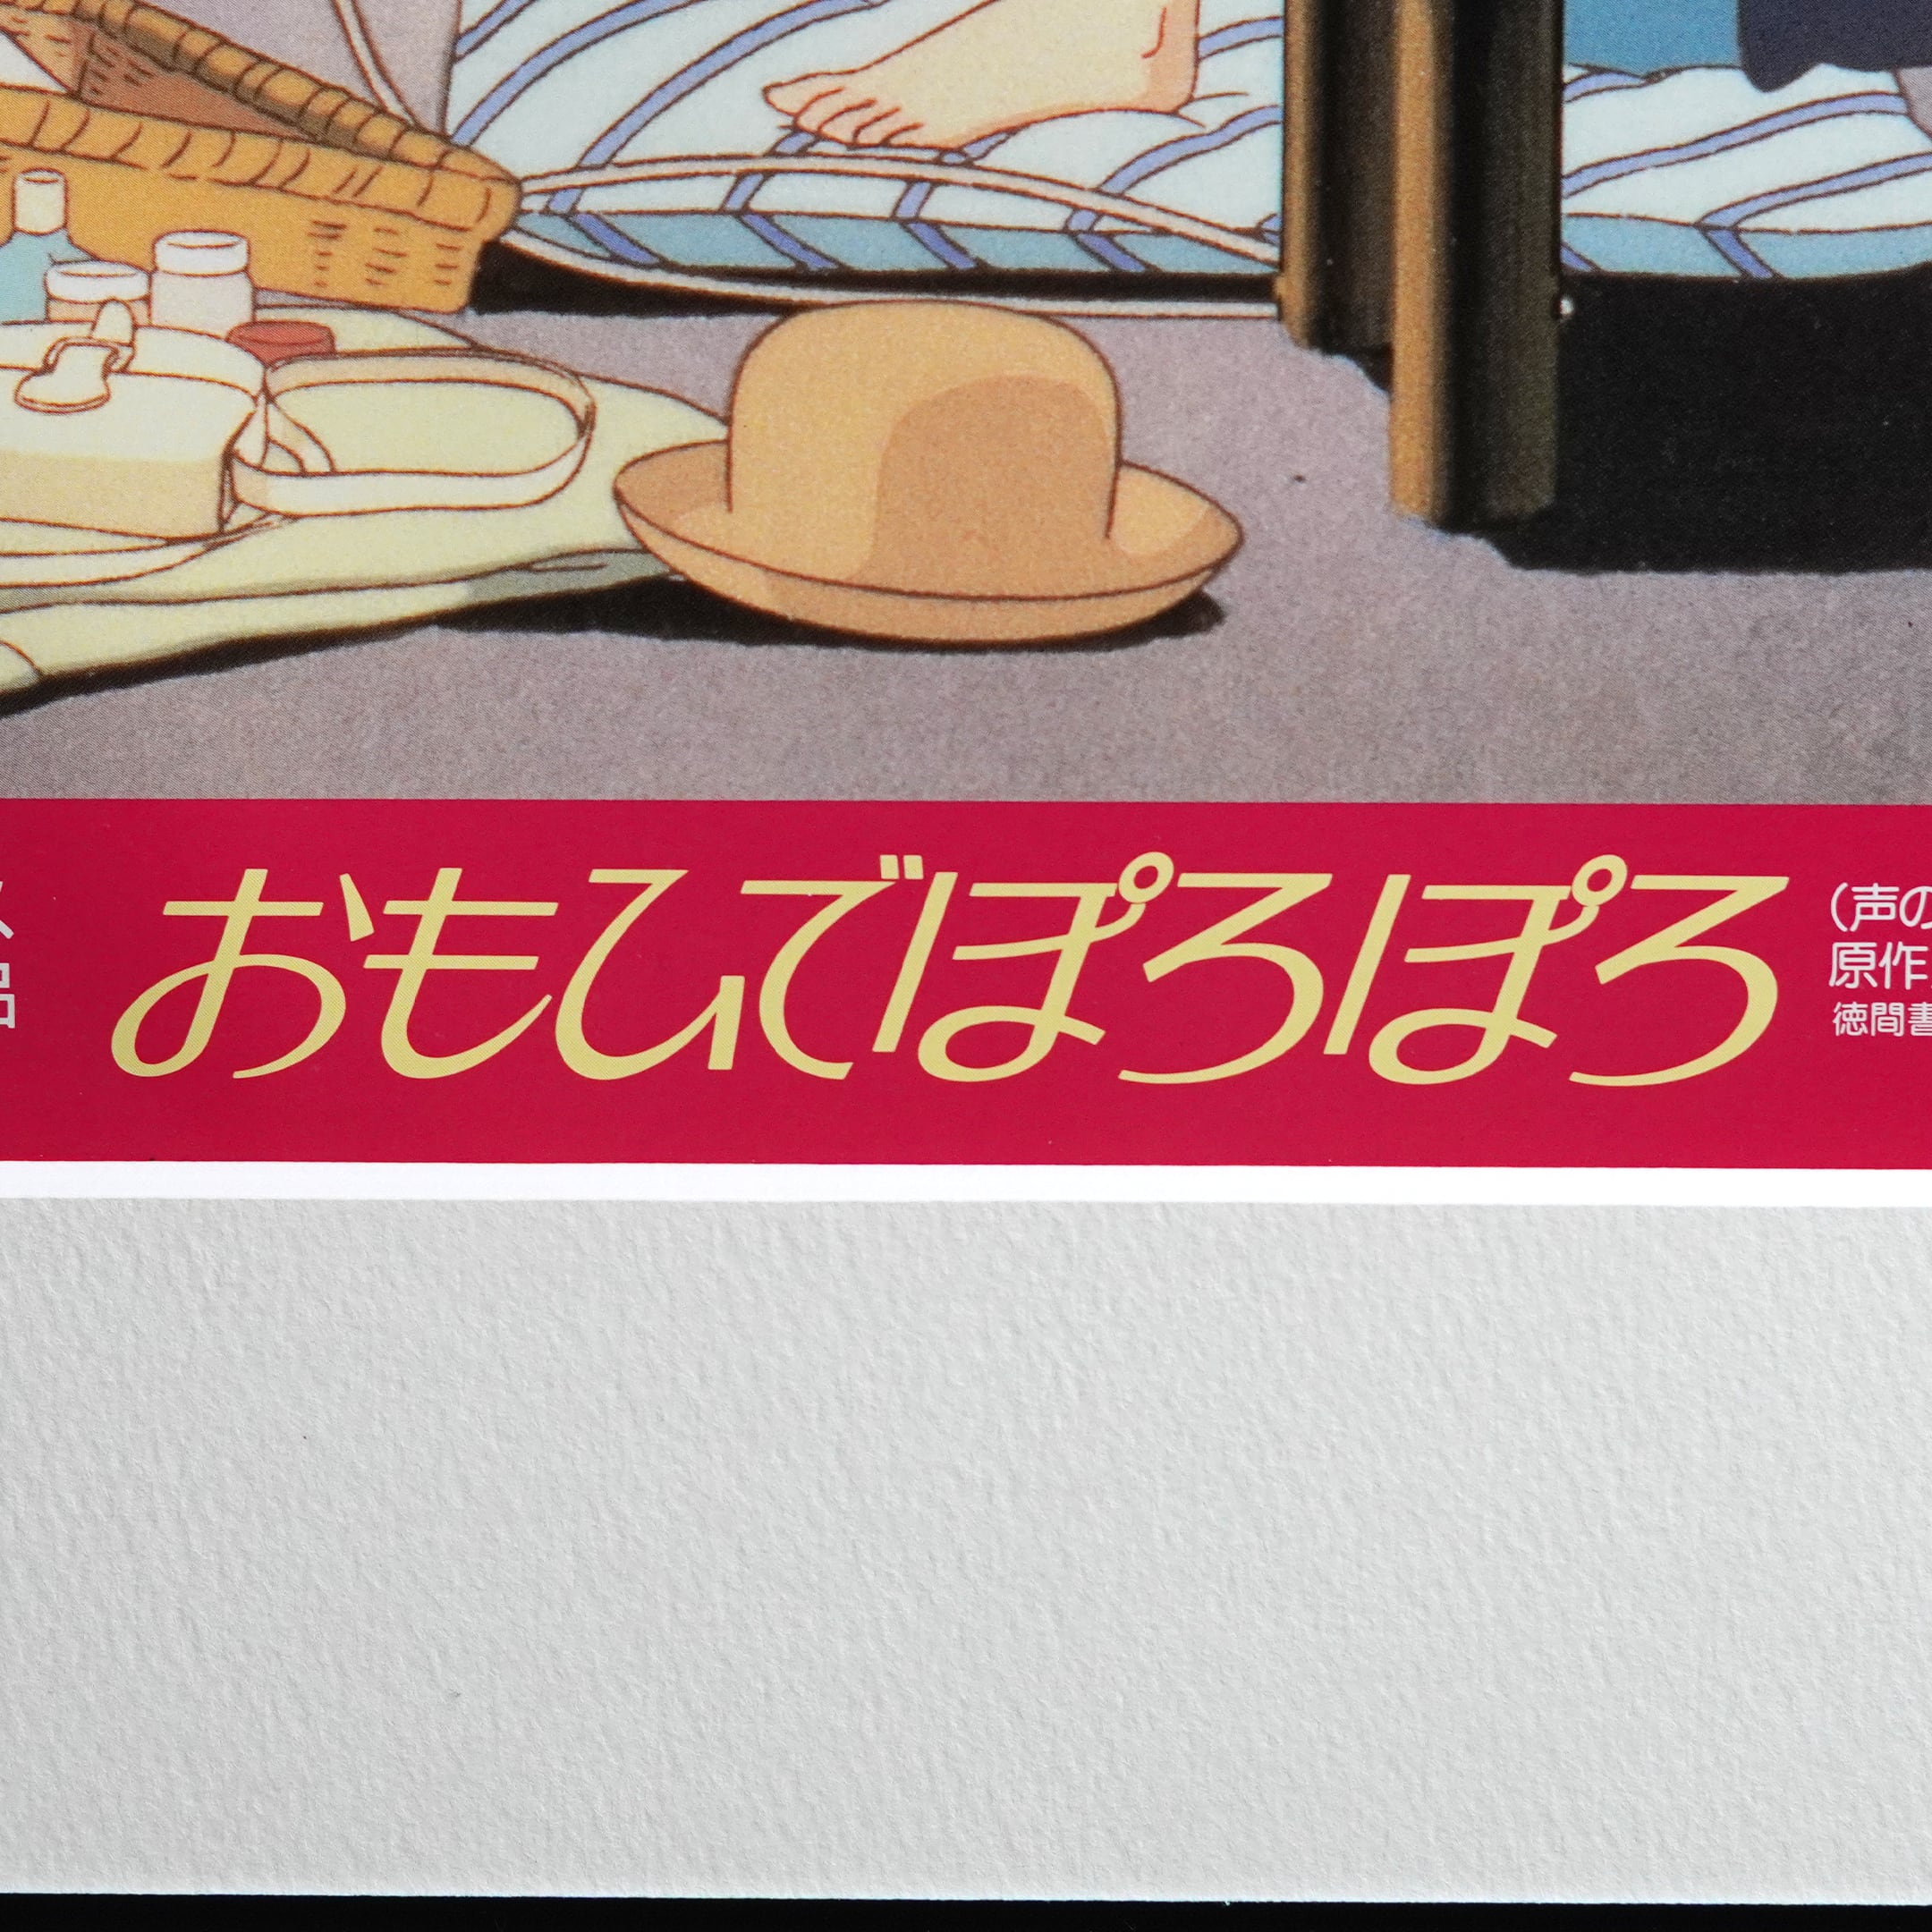 おもひでぽろぽろ
(声の
原作
徳間書